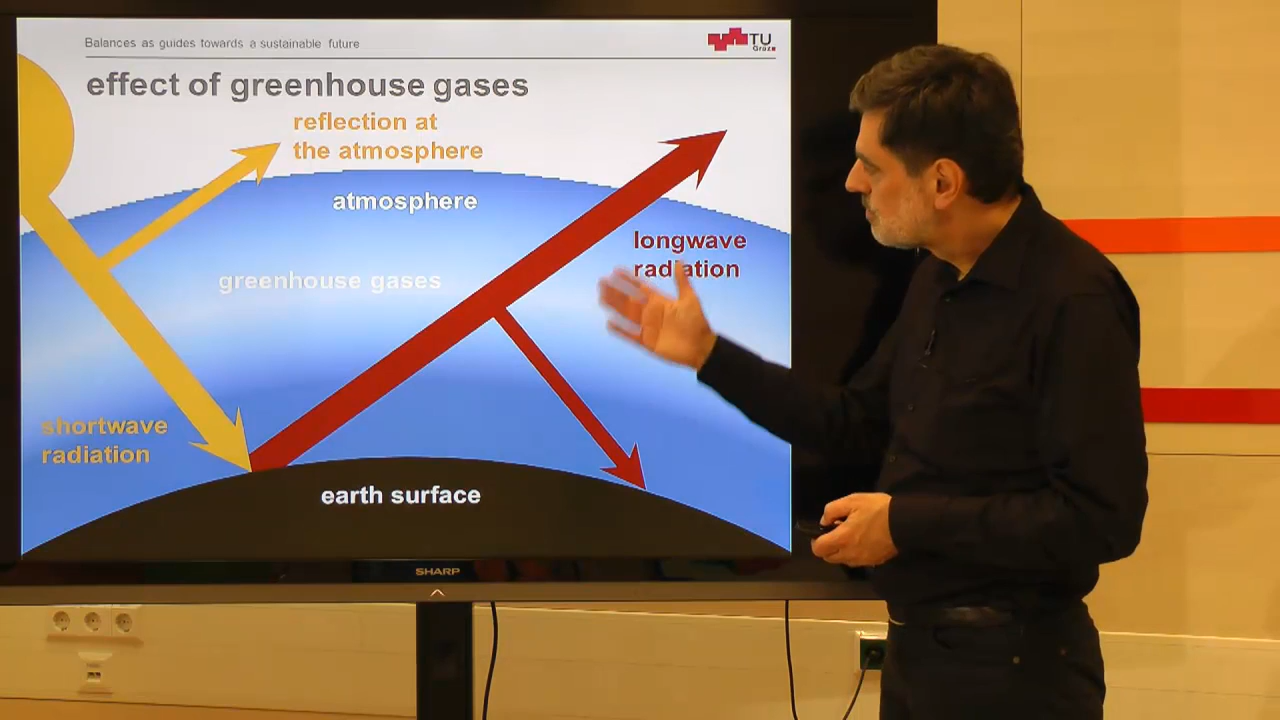 Balances as guides towards a sustainable future
TU
Graz
effect of greenhouse gases
reflection at
the atmosphere
atmosphere
longwave
radiation
greenhouse gases
shortwave
radiation
earth surface
SHARP